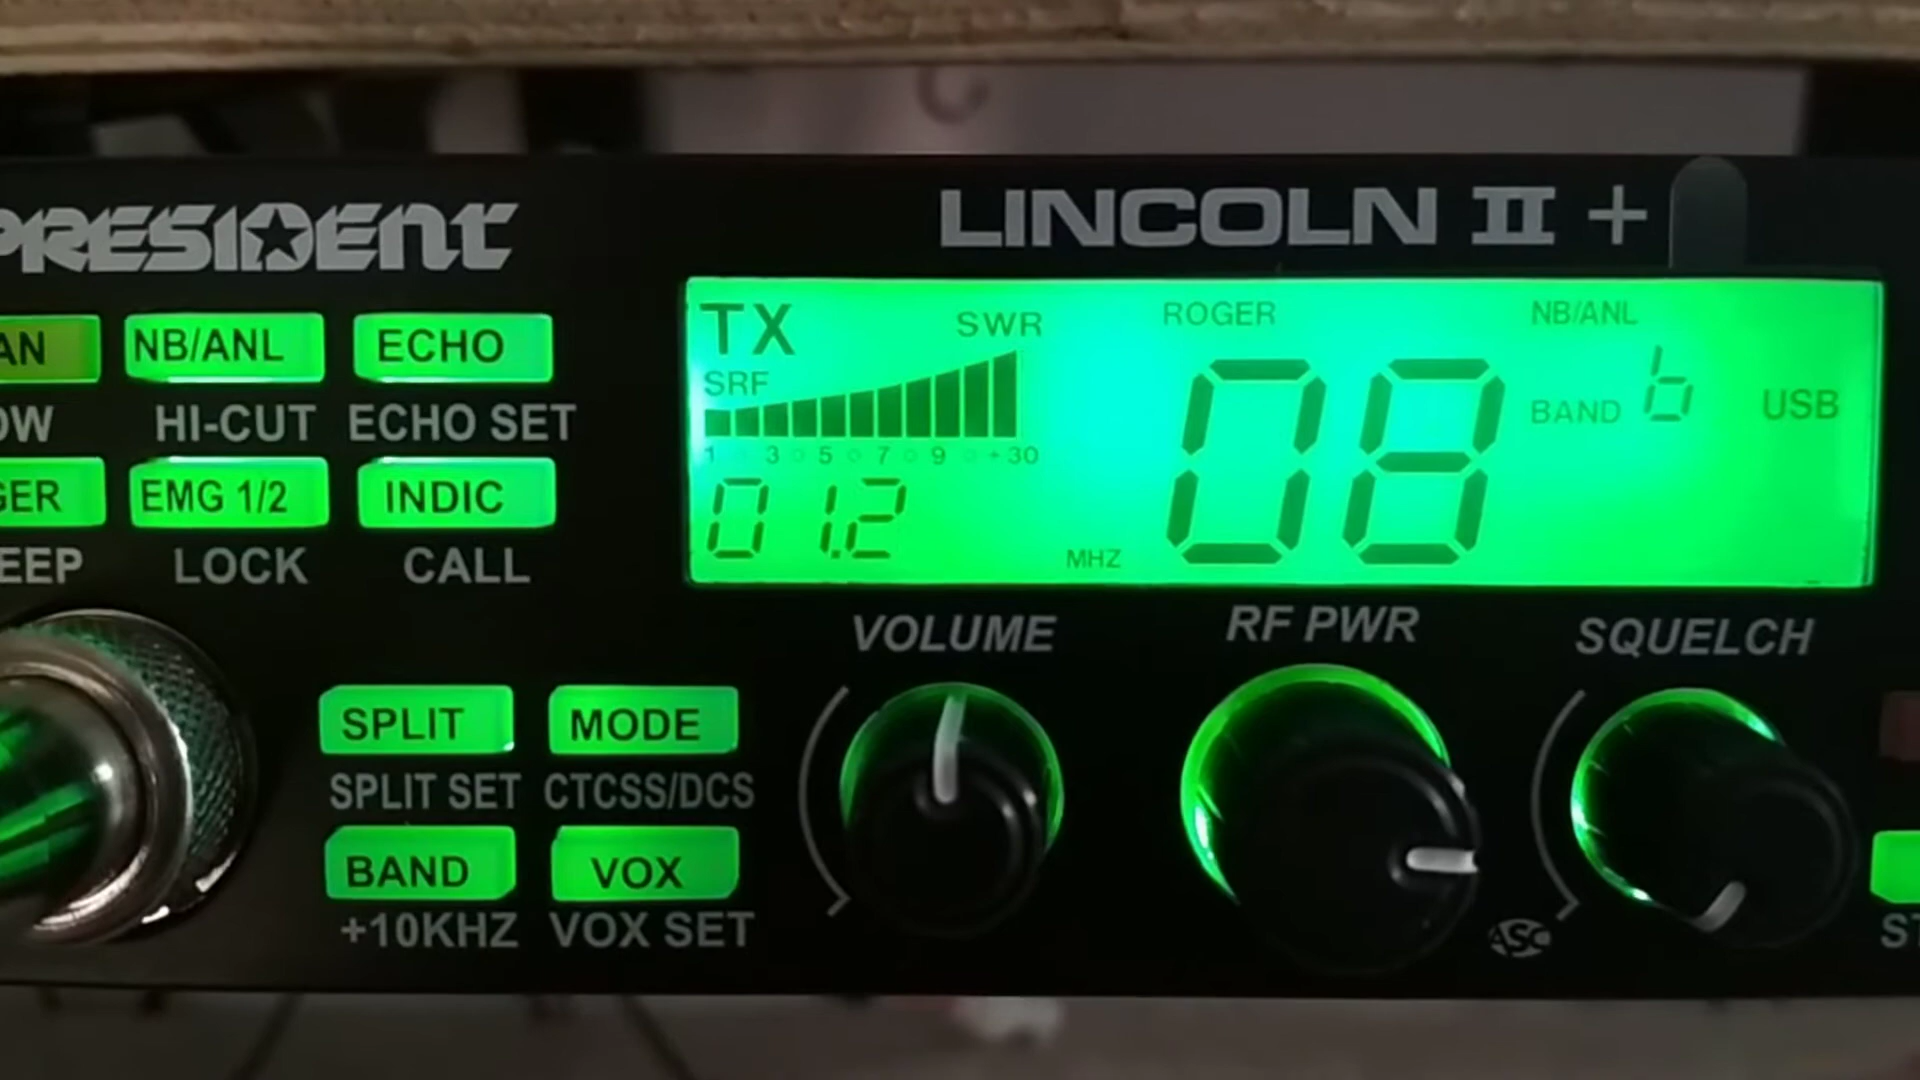 PRESIDENT
LINCOLN II +
AN NB/ANL ECHO
OW HI-CUT ECHO SET
GER EMG 1/2 INDIC
EEP LOCK CALL
TX SWR ROGER NB/ANL
SRF
1 3 5 7 9 +30
01.2
MHZ
08
BAND b USB
VOLUME RF PWR SQUELCH
SPLIT MODE
SPLIT SET CTCSS/DCS
BAND VOX
+10KHZ VOX SET
ASC
ST